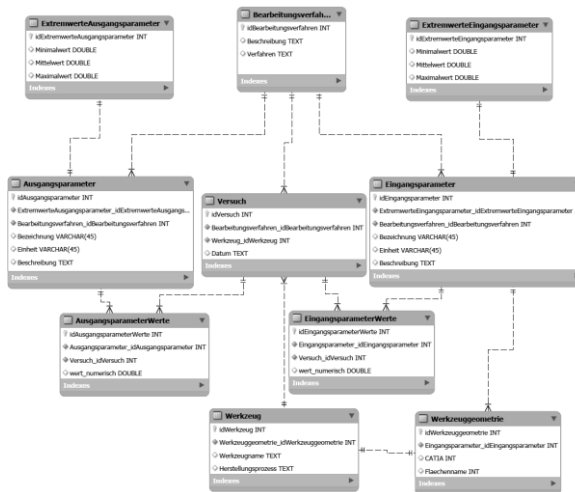 ExtremwerteAusgangsparameter
idExtremwerteAusgangsparameter INT
Minimalwert DOUBLE
Mittelwert DOUBLE
Maximalwert DOUBLE
Indexes
Bearbeitungsverfah...
idBearbeitungsverfahren INT
Beschreibung TEXT
Verfahren TEXT
Indexes
ExtremwerteEingangsparameter
idExtremwerteEingangsparameter INT
Minimalwert DOUBLE
Mittelwert DOUBLE
Maximalwert DOUBLE
Indexes
Ausgangsparameter
idAusgangsparameter INT
ExtremwerteAusgangsparameter_idExtremwerteAusgangs...
Bearbeitungsverfahren_idBearbeitungsverfahren INT
Bezeichnung VARCHAR(45)
Einheit VARCHAR(45)
Beschreibung TEXT
Indexes
Versuch
idVersuch INT
Bearbeitungsverfahren_idBearbeitungsverfahren INT
Werkzeug_idWerkzeug INT
Datum TEXT
Indexes
Eingangsparameter
idEingangsparameter INT
ExtremwerteEingangsparameter_idExtremwerteEingangsparameter
Bearbeitungsverfahren_idBearbeitungsverfahren INT
Bezeichnung VARCHAR(45)
Einheit VARCHAR(45)
Beschreibung TEXT
Indexes
AusgangsparameterWerte
idAusgangsparameterWerte INT
Ausgangsparameter_idAusgangsparameter INT
Versuch_idVersuch INT
wert_numerisch DOUBLE
Indexes
EingangsparameterWerte
idEingangsparameterWerte INT
Eingangsparameter_idEingangsparameter INT
Versuch_idVersuch INT
wert_numerisch DOUBLE
Indexes
Werkzeug
idWerkzeug INT
Werkzeuggeometrie_idWerkzeuggeometrie INT
Werkzeugname TEXT
Herstellungsprozess TEXT
Indexes
Werkzeuggeometrie
idWerkzeuggeometrie INT
Eingangsparameter_idEingangsparameter INT
CATIA INT
Flaechenname INT
Indexes